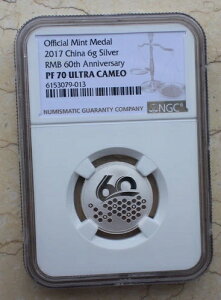 Official Mint Medal
2017 China 6g Silver
RMB 60th Anniversary
PF 70 ULTRA CAMEO
6153079-013
NUMISMATIC GUARANTY COMPANY
NGC
60